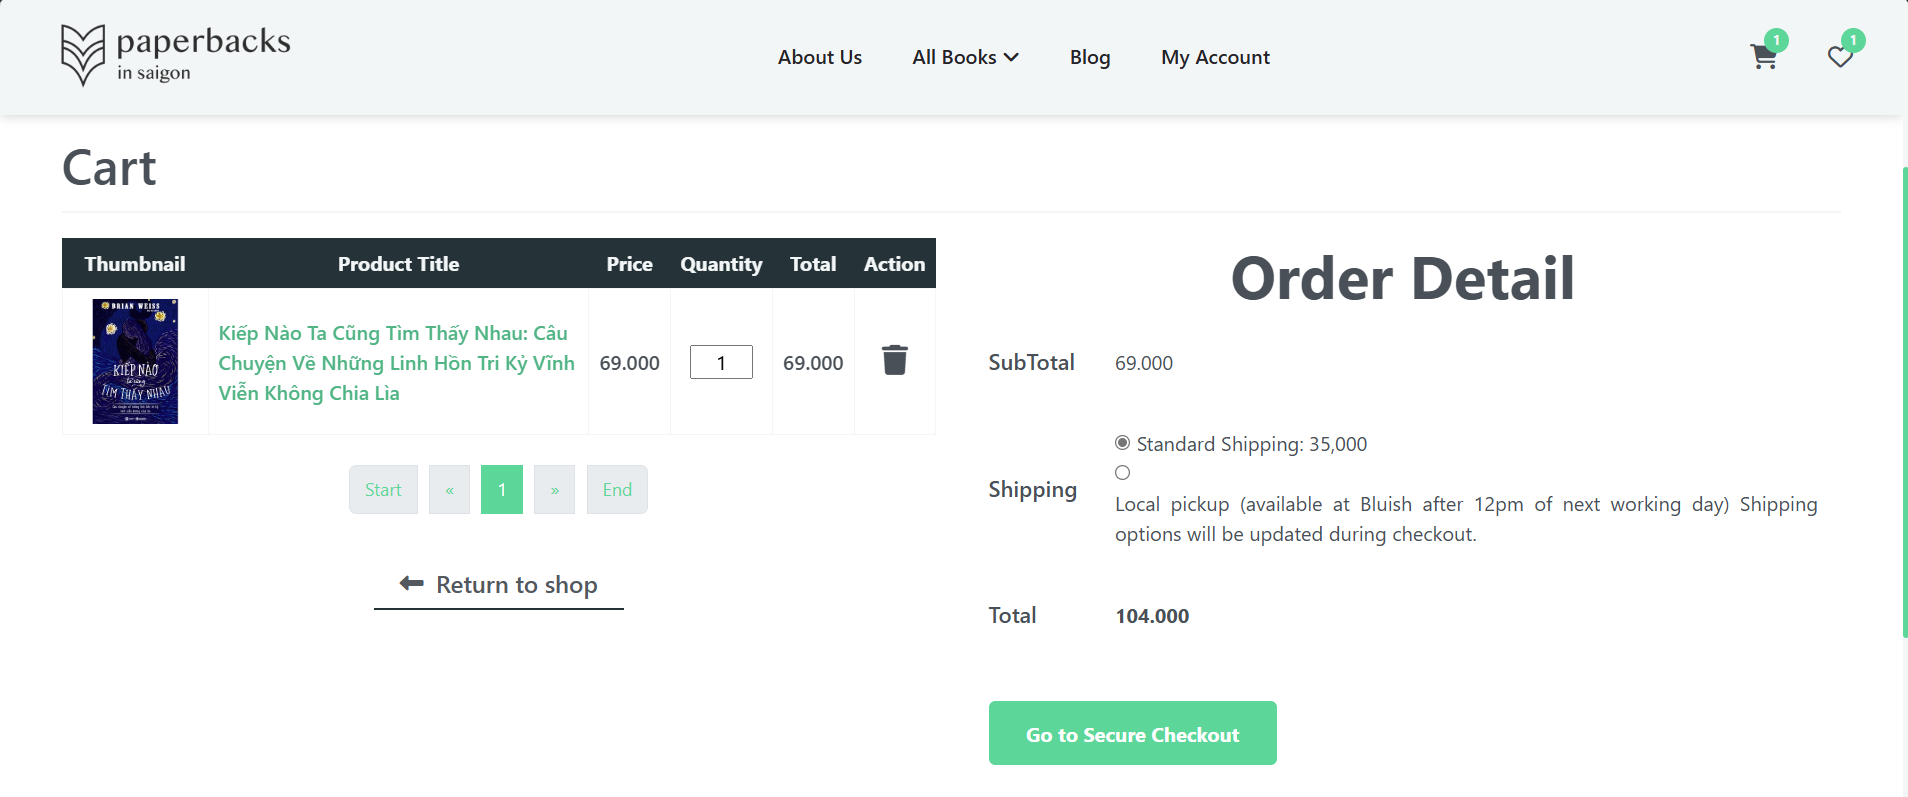 paperbacks
in saigon
About Us
All Books
Blog
My Account
1
1
Cart
Thumbnail
Product Title
Price
Quantity
Total
Action
BRIAN WEISS
KIẾP NÀO
ta cũng
TÌM THẤY NHAU
Kiếp Nào Ta Cũng Tìm Thấy Nhau: Câu
Chuyện Về Những Linh Hồn Tri Kỷ Vĩnh
Viễn Không Chia Lìa
69.000
1
69.000
Start
«
1
»
End
Return to shop
Order Detail
SubTotal
69.000
Shipping
Standard Shipping: 35,000
Local pickup (available at Bluish after 12pm of next working day) Shipping
options will be updated during checkout.
Total
104.000
Go to Secure Checkout